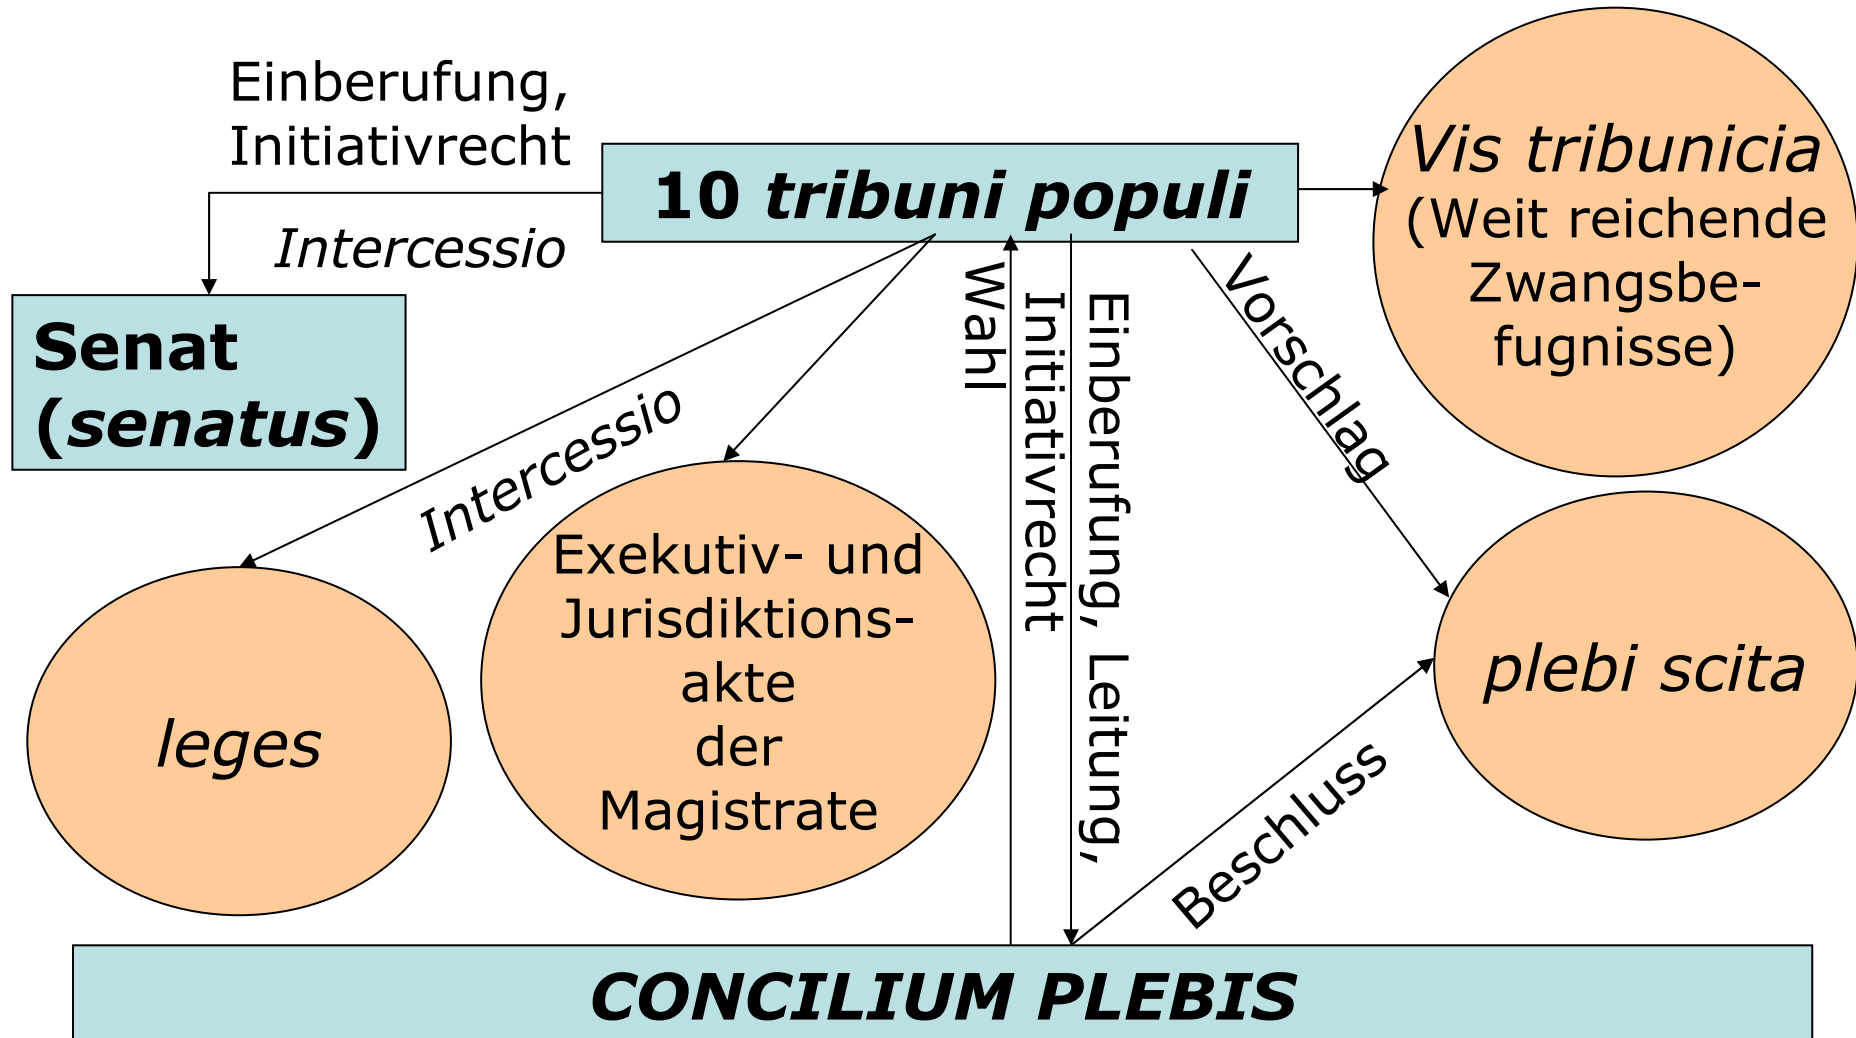 Einberufung,
Initiativrecht
10 tribuni populi
Vis tribunicia
(Weit reichende
Zwangsbe-
fugnisse)
Intercessio
Senat
(senatus)
Wahl
Einberufung, Leitung,
Initiativrecht
Vorschlag
Intercessio
Exekutiv- und
Jurisdiktions-
akte
der
Magistrate
leges
plebi scita
Beschluss
CONCILIUM PLEBIS